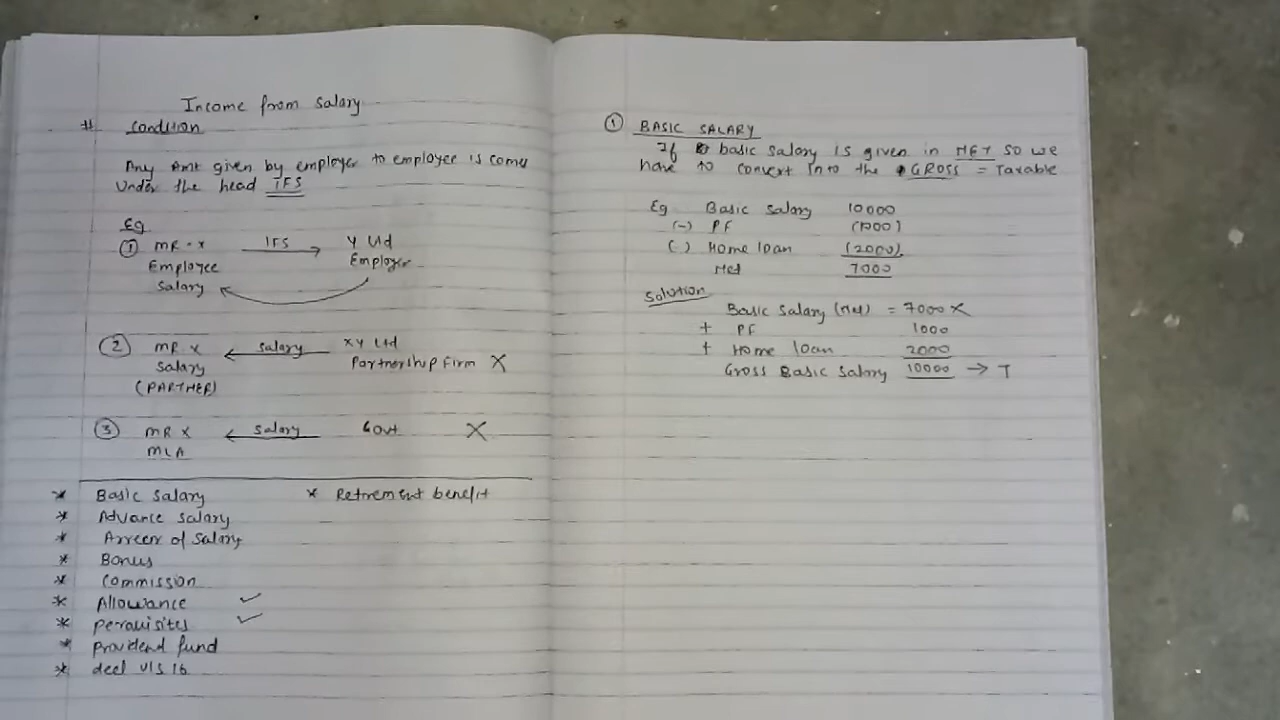 Income from Salary
# Condition
Any Amt given by employer to employee is comes
Under the head IFS
Eg
① MR. X IFS Y Ltd
Employee Employer
Salary
② MR. X Salary XY Ltd
Salary Partnership Firm X
(PARTNER)
③ MR X Salary Govt X
MLA
* Basic Salary * Retirement benefit
* Advance Salary
* Arreer of Salary
* Bonus
* Commission
* Allowance ✓
* perquisites ✓
* provident fund
* ded U/S 16
① BASIC SALARY
If basic salary is given in NET so we
have to convert into the GROSS = Taxable
Eg Basic Salary 10000
(-) PF (1000)
(-) Home loan (2000)
Net 7000
Solution
Basic Salary (Net) = 7000 X
+ PF 1000
+ Home loan 2000
Gross Basic Salary 10000 → T